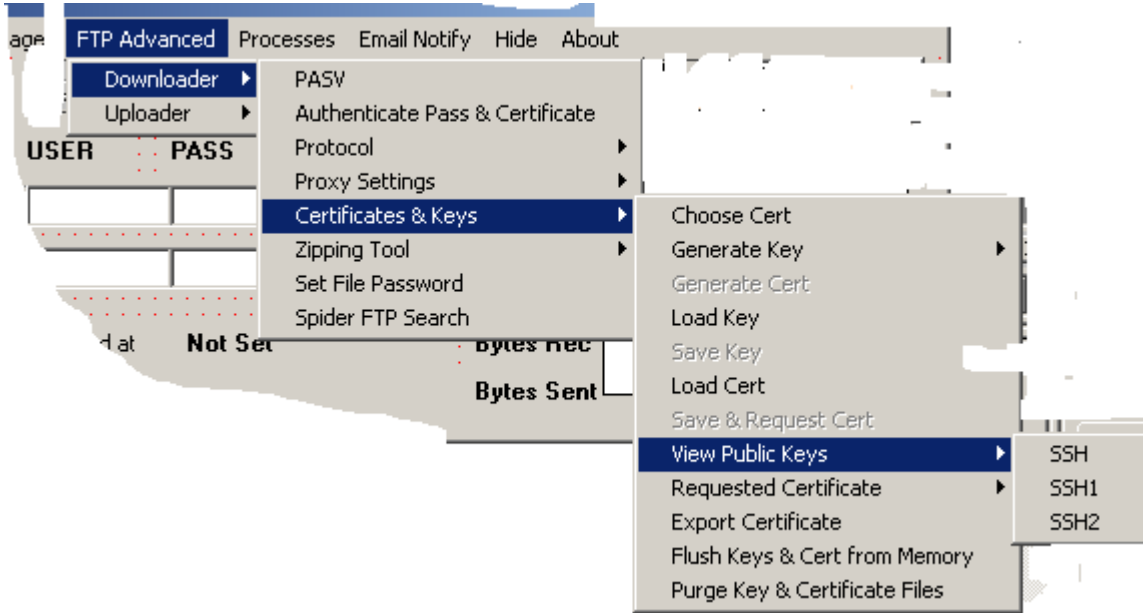 FTP Advanced Processes Email Notify Hide About
Downloader
Uploader
PASV
Authenticate Pass & Certificate
Protocol
Proxy Settings
Certificates & Keys
Zipping Tool
Set File Password
Spider FTP Search
USER PASS
at Not Set
Bytes Rec
Bytes Sent
Choose Cert
Generate Key
Generate Cert
Load Key
Save Key
Load Cert
Save & Request Cert
View Public Keys
Requested Certificate
Export Certificate
Flush Keys & Cert from Memory
Purge Key & Certificate Files
SSH
SSH1
SSH2